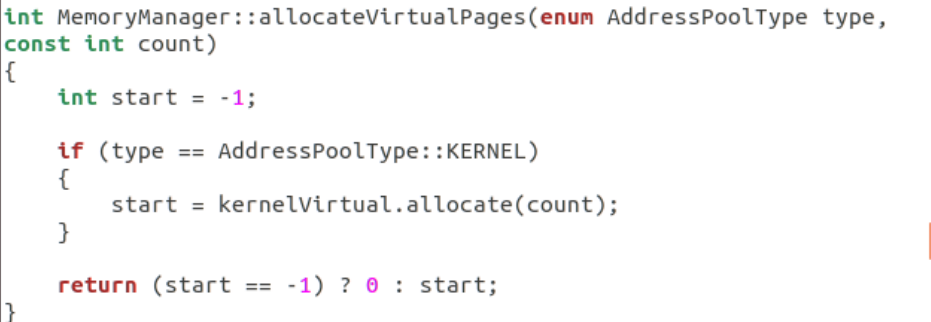 int MemoryManager::allocateVirtualPages(enum AddressPoolType type,
const int count)
{
    int start = -1;

    if (type == AddressPoolType::KERNEL)
    {
        start = kernelVirtual.allocate(count);
    }

    return (start == -1) ? 0 : start;
}